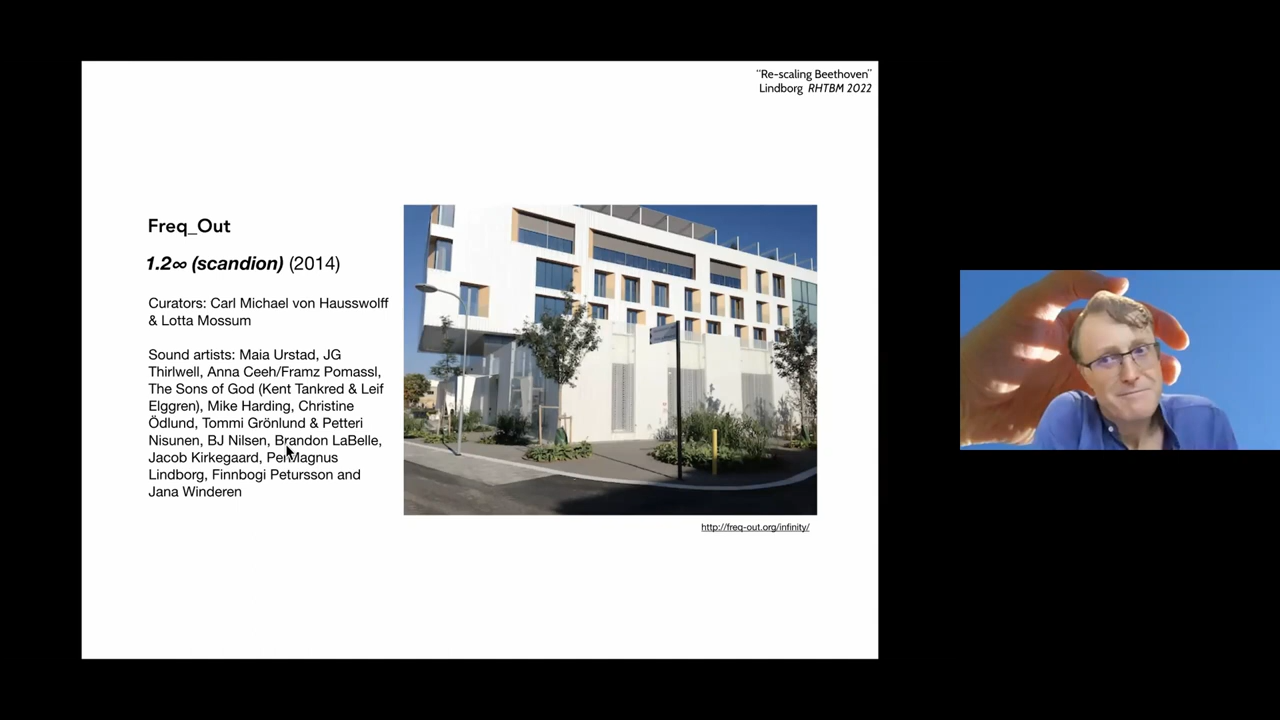 "Re-scaling Beethoven"
Lindborg RHTBM 2022
Freq_Out
1.2∞ (scandion) (2014)
Curators: Carl Michael von Hausswolff
& Lotta Mossum
Sound artists: Maia Urstad, JG
Thirlwell, Anna Ceeh/Framz Pomassl,
The Sons of God (Kent Tankred & Leif
Elggren), Mike Harding, Christine
Ödlund, Tommi Grönlund & Petteri
Nisunen, BJ Nilsen, Brandon LaBelle,
Jacob Kirkegaard, PerMagnus
Lindborg, Finnbogi Petursson and
Jana Winderen
http://freq-out.org/infinity/